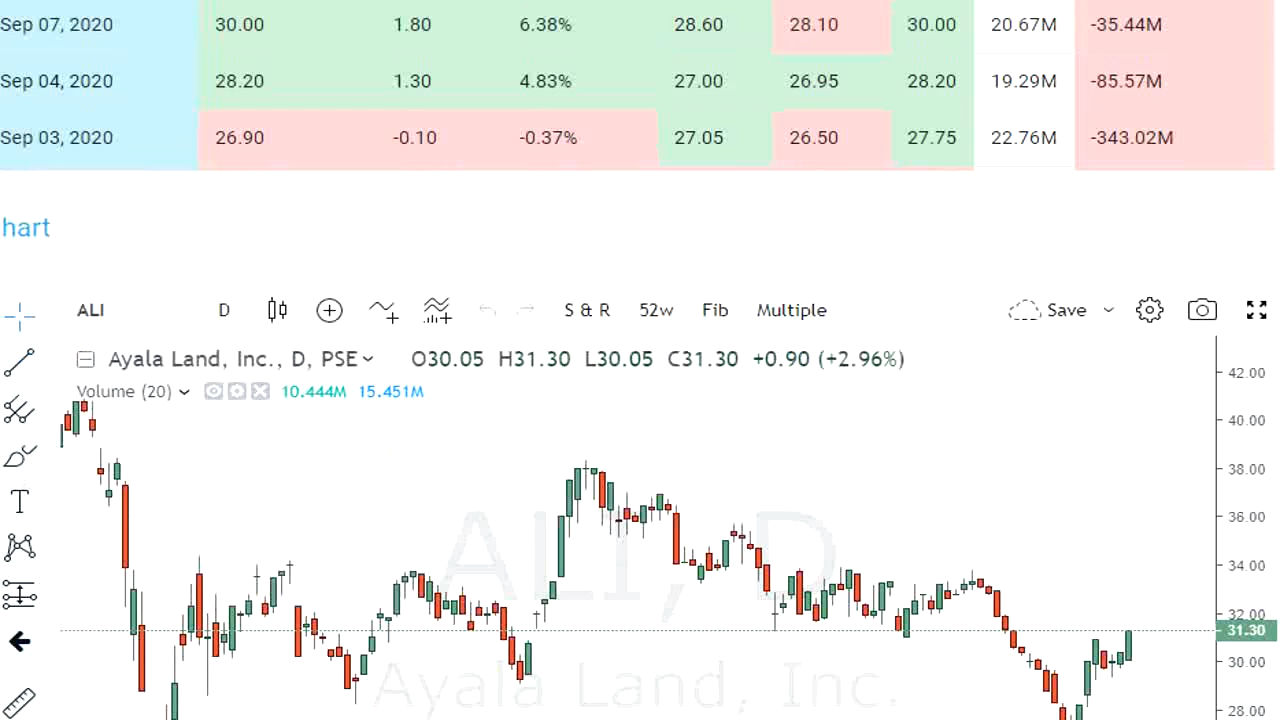 Sep 07, 2020 30.00 1.80 6.38% 28.60 28.10 30.00 20.67M -35.44M
Sep 04, 2020 28.20 1.30 4.83% 27.00 26.95 28.20 19.29M -85.57M
Sep 03, 2020 26.90 -0.10 -0.37% 27.05 26.50 27.75 22.76M -343.02M
hart
ALI D S & R 52w Fib Multiple Save
Ayala Land, Inc., D, PSE O30.05 H31.30 L30.05 C31.30 +0.90 (+2.96%)
Volume (20) 10.444M 15.451M
42.00
40.00
38.00
36.00
34.00
32.00
31.30
30.00
28.00
ALI, D
Ayala Land, Inc.
T